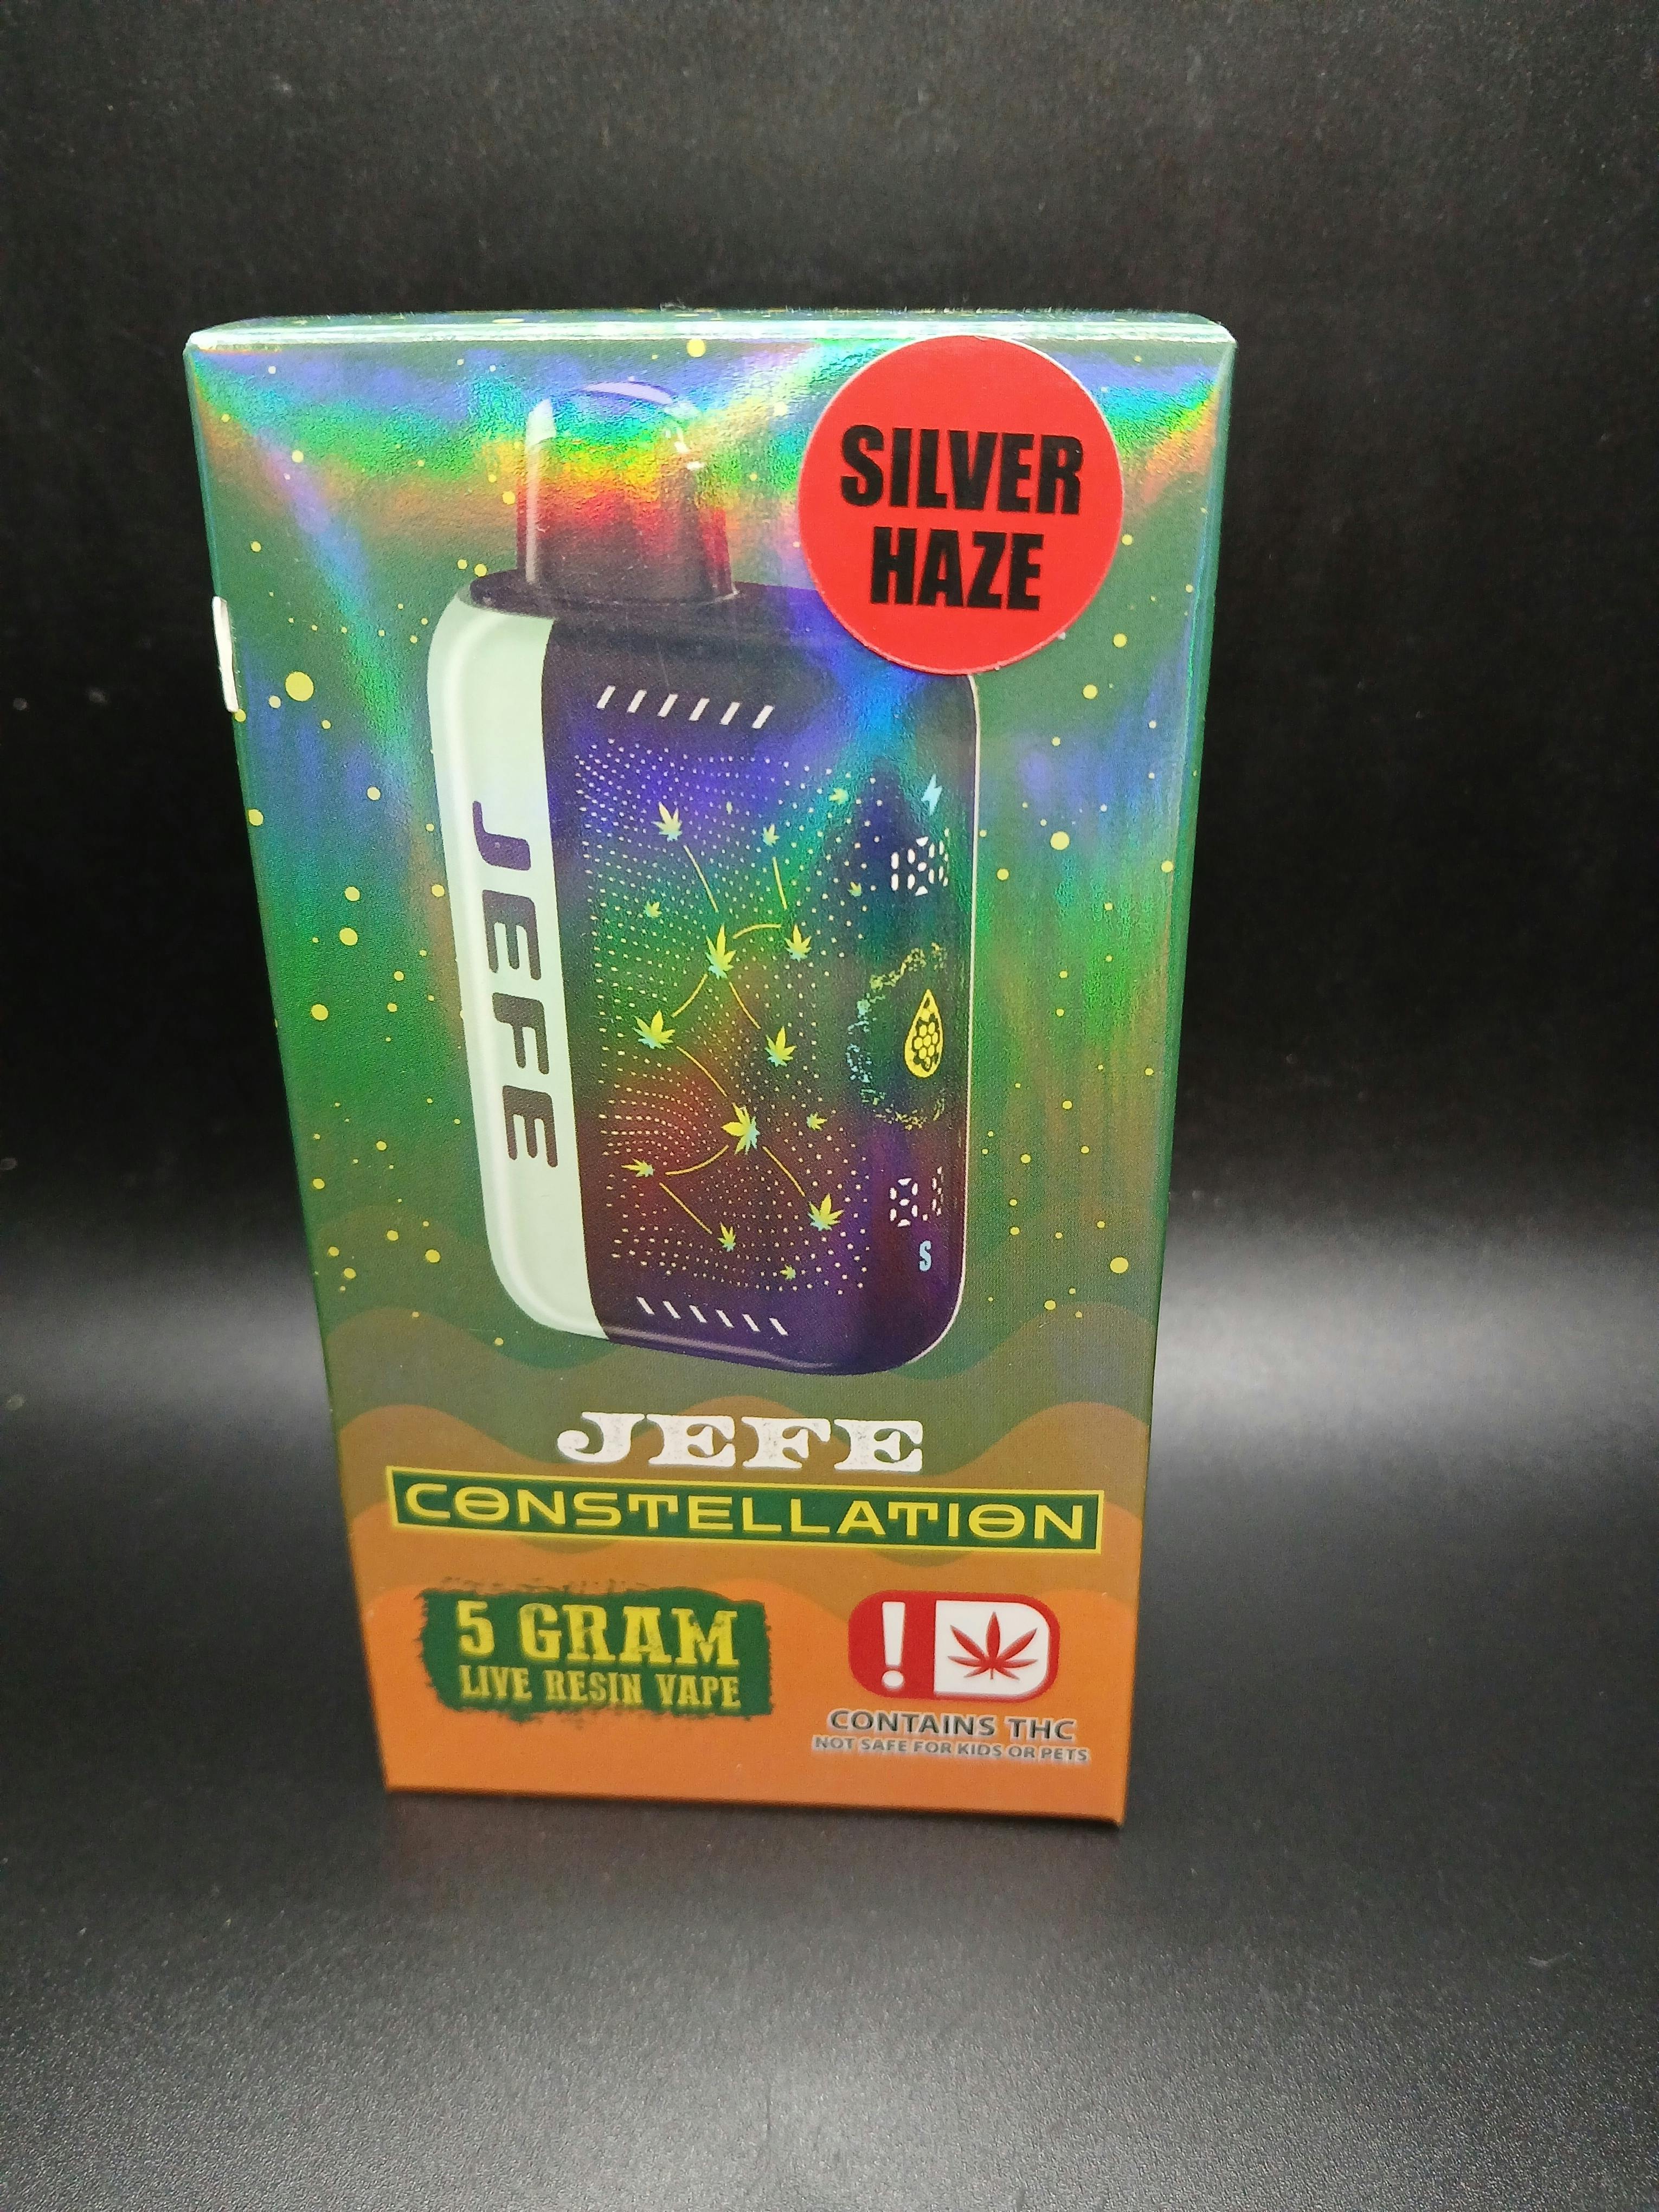 SILVER
HAZE
JEFE
JEFE
CONSTELLATION
5 GRAM
LIVE RESIN VAPE
!
CONTAINS THC
NOT SAFE FOR KIDS OR PETS
S